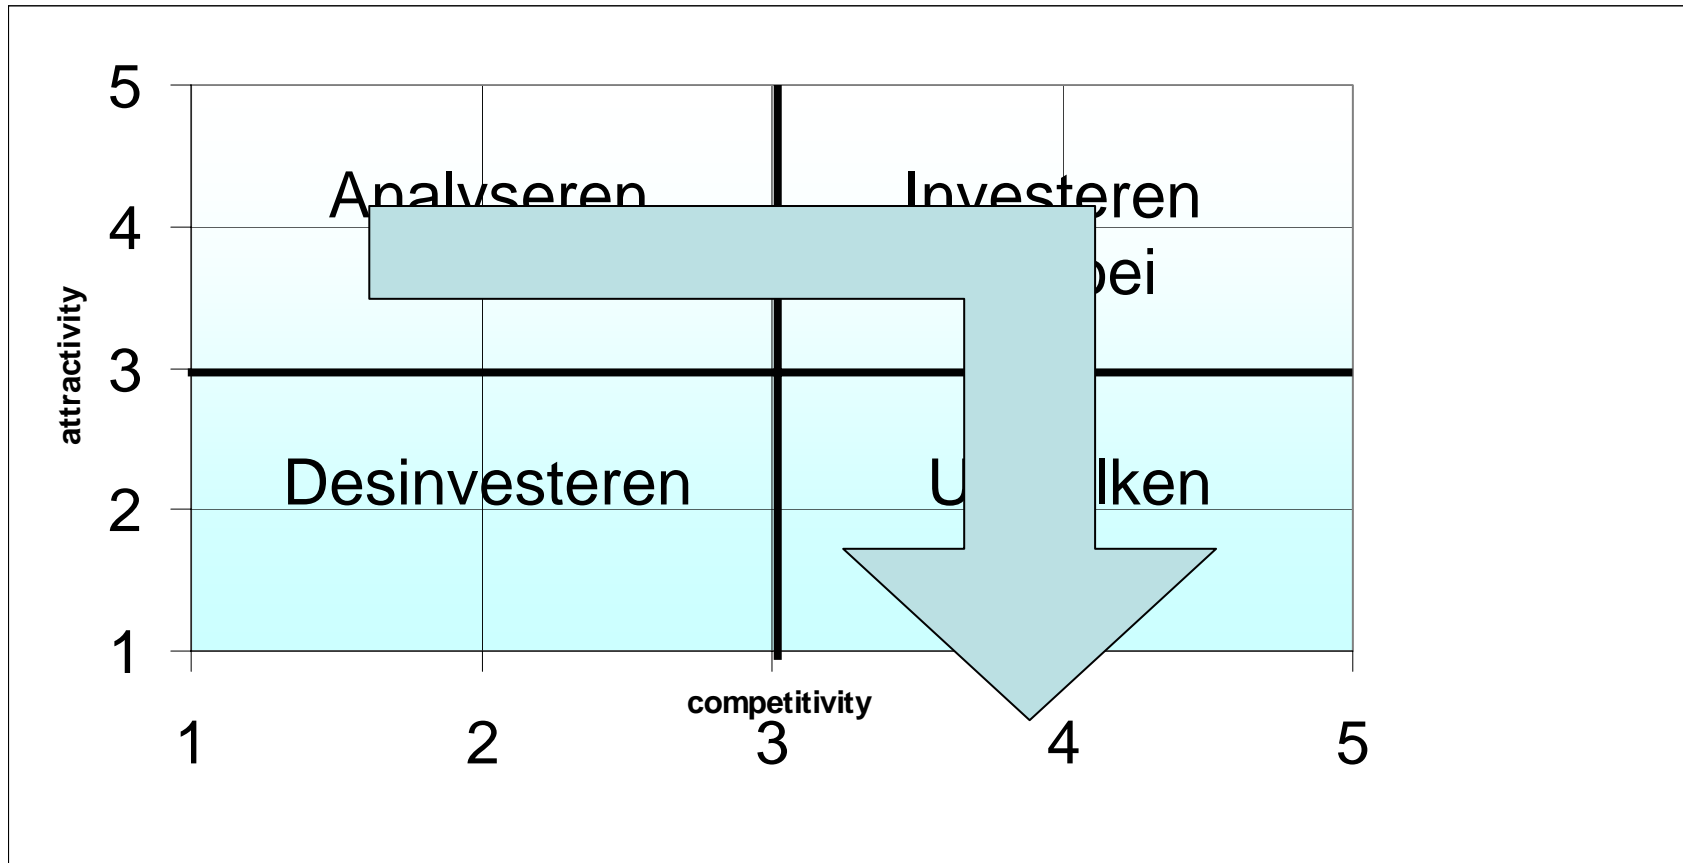 5
Analyseren Investeren
4
attractivity
3
Desinvesteren
2
1
competitivity
1 2 3 4 5